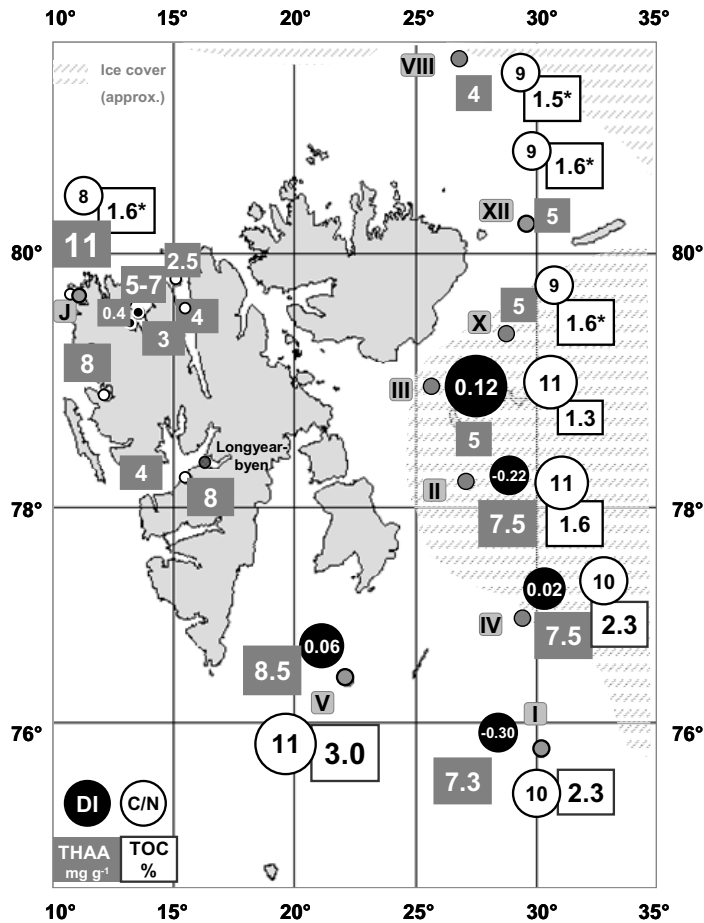 10° 15° 20° 25° 30° 35°
VIII
9
Ice cover
(approx.)
4
1.5*
9
1.6*
8
1.6*
XII
5
11
80°
80°
2.5
5-7
9
5
J
0.4
4
1.6*
X
3
8
III
0.12
11
1.3
5
Longyear-
byen
4
-0.22
11
II
8
78°
78°
7.5
1.6
10
0.02
IV
2.3
7.5
0.06
8.5
V
I
76°
76°
-0.30
11
3.0
7.3
10
2.3
DI
C/N
THAA
mg g-1
TOC
%
10° 15° 20° 25° 30° 35°